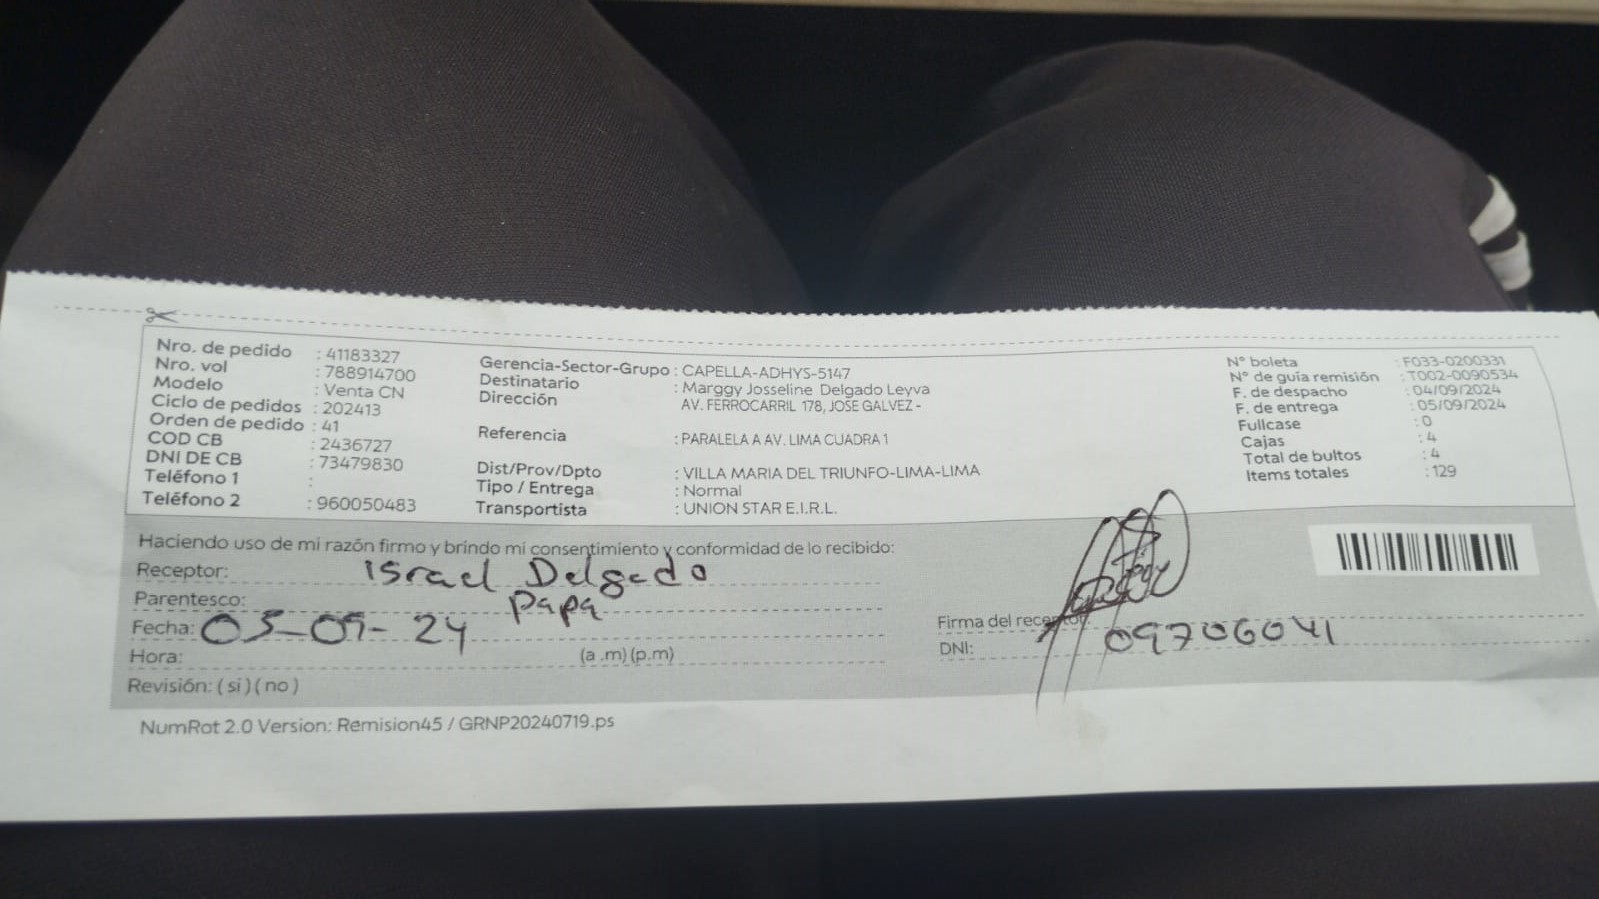 Nro. de pedido : 41183327
Nro. vol : 788914700
Modelo : Venta CN
Ciclo de pedidos : 202413
Orden de pedido : 41
COD CB : 2436727
DNI DE CB : 73479830
Teléfono 1 :
Teléfono 2 : 960050483
Gerencia-Sector-Grupo : CAPELLA-ADHYS-5147
Destinatario : Marggy Josseline Delgado Leyva
Dirección AV. FERROCARRIL 178, JOSE GALVEZ -
Referencia : PARALELA A AV. LIMA CUADRA 1
Dist/Prov/Dpto : VILLA MARIA DEL TRIUNFO-LIMA-LIMA
Tipo / Entrega : Normal
Transportista : UNION STAR E.I.R.L.
N° boleta : F033-0200331
N° de guía remisión : T002-0090534
F. de despacho : 04/09/2024
F. de entrega : 05/09/2024
Fullcase : 0
Cajas : 4
Total de bultos : 4
Items totales : 129
Haciendo uso de mi razón firmo y brindo mi consentimiento y conformidad de lo recibido:
Receptor: Israel Delgado
Parentesco: Papa
Fecha: 05-09-24
Hora: (a .m) (p.m)
Revisión: ( si ) ( no )
Firma del receptor:
DNI: 09706041
NumRot 2.0 Version: Remision45 / GRNP20240719.ps